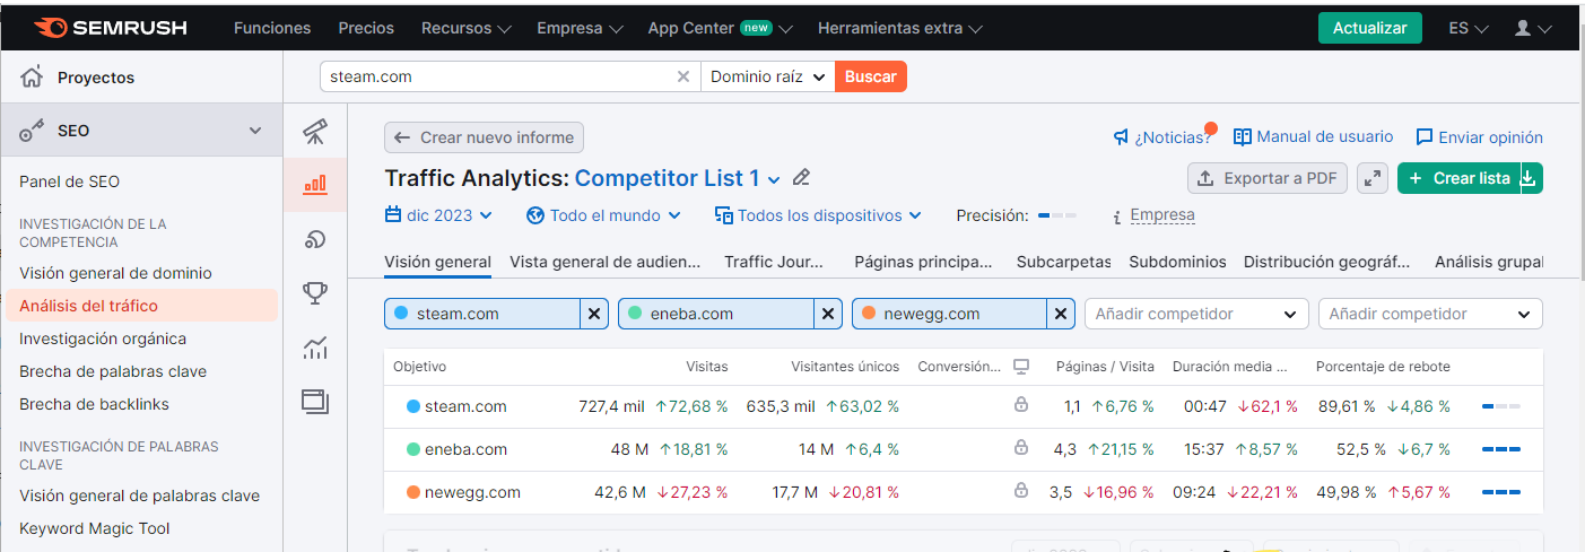 SEMRUSH Funciones Precios Recursos Empresa App Center new Herramientas extra Actualizar ES
Proyectos
steam.com Dominio raíz Buscar
SEO
Crear nuevo informe ¿Noticias? Manual de usuario Enviar opinión
Panel de SEO
Traffic Analytics: Competitor List 1 Exportar a PDF + Crear lista
INVESTIGACIÓN DE LA
COMPETENCIA
dic 2023 Todo el mundo Todos los dispositivos Precisión: i Empresa
Visión general de dominio
Análisis del tráfico
Investigación orgánica
Brecha de palabras clave
Brecha de backlinks
INVESTIGACIÓN DE PALABRAS
CLAVE
Visión general de palabras clave
Keyword Magic Tool
Visión general Vista general de audien... Traffic Jour... Páginas principa... Subcarpetas Subdominios Distribución geográf... Análisis grupal
steam.com eneba.com newegg.com Añadir competidor Añadir competidor
Objetivo Visitas Visitantes únicos Conversión... Páginas / Visita Duración media ... Porcentaje de rebote
steam.com 727,4 mil ↑72,68 % 635,3 mil ↑63,02 % 1,1 ↑6,76 % 00:47 ↓62,1 % 89,61 % ↓4,86 %
eneba.com 48 M ↑18,81 % 14 M ↑6,4 % 4,3 ↑21,15 % 15:37 ↑8,57 % 52,5 % ↓6,7 %
newegg.com 42,6 M ↓27,23 % 17,7 M ↓20,81 % 3,5 ↓16,96 % 09:24 ↓22,21 % 49,98 % ↑5,67 %